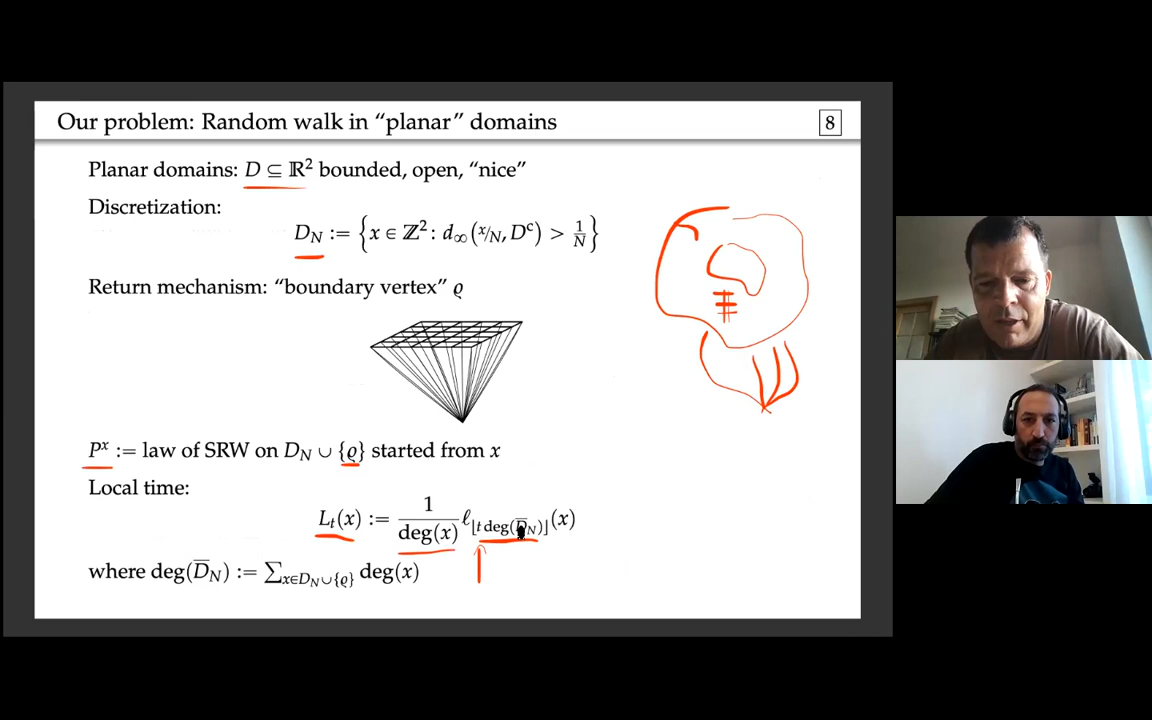 Our problem: Random walk in “planar” domains
8
Planar domains: D ⊆ ℝ² bounded, open, “nice”
Discretization:
D_N := {x ∈ ℤ² : d_∞(x/N, Dᶜ) > 1/N}
Return mechanism: “boundary vertex” ϱ
Pˣ := law of SRW on D_N ∪ {ϱ} started from x
Local time:
L_t(x) := 1/deg(x) ℓ_{⌊t deg(D̅_N)⌋}(x)
where deg(D̅_N) := ∑_{x∈D_N∪{ϱ}} deg(x)